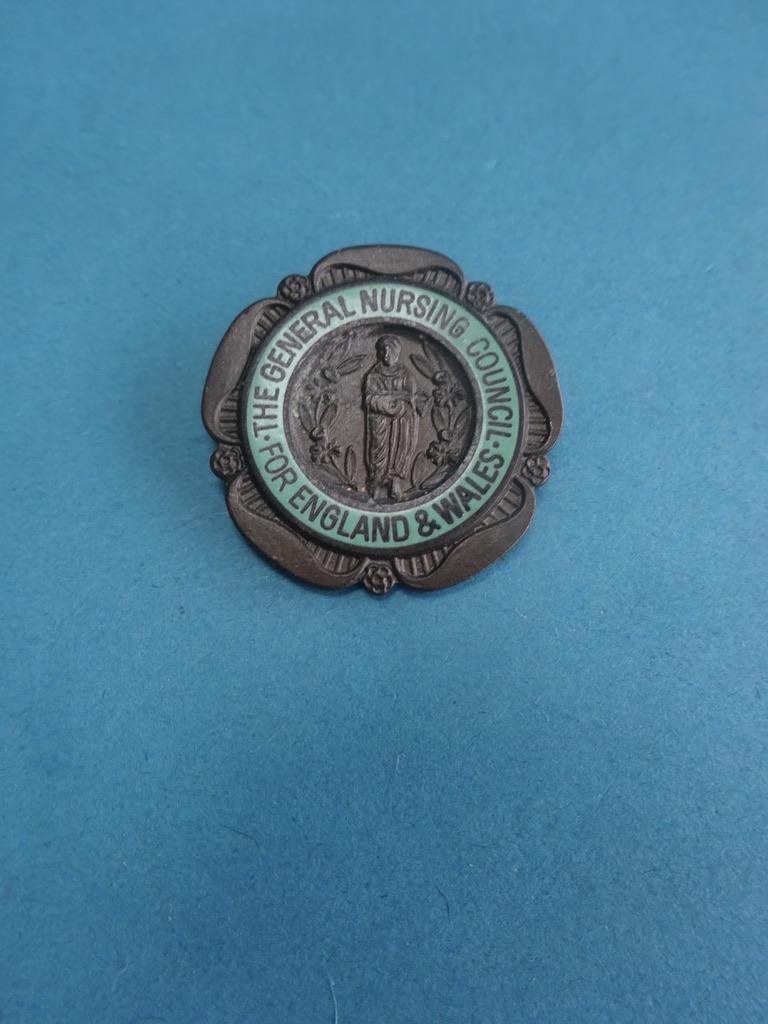 ·THE GENERAL NURSING COUNCIL·
FOR ENGLAND & WALES